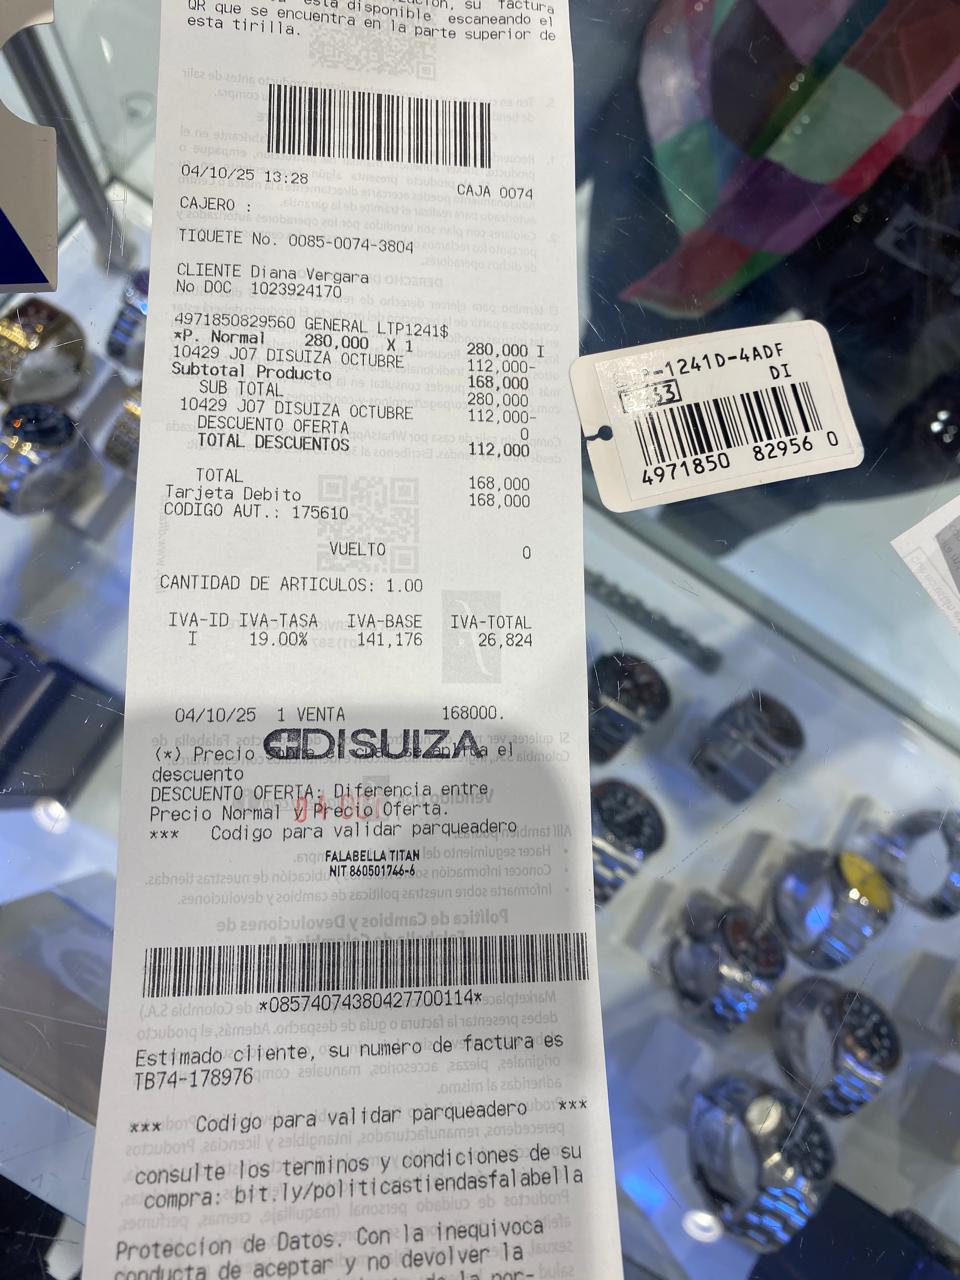 su factura
está disponible escaneando el
QR que se encuentra en la parte superior de
esta tirilla.
04/10/25 13:28 CAJA 0074
CAJERO :
TIQUETE No. 0085-0074-3804
CLIENTE Diana Vergara
No DOC 1023924170
4971850829560 GENERAL LTP1241$
*P. Normal 280,000 X 1 280,000 I
10429 J07 DISUIZA OCTUBRE 112,000-
Subtotal Producto 168,000
SUB TOTAL 280,000
10429 J07 DISUIZA OCTUBRE 112,000-
DESCUENTO OFERTA 0
TOTAL DESCUENTOS 112,000
TOTAL 168,000
Tarjeta Debito 168,000
CODIGO AUT.: 175610
VUELTO 0
CANTIDAD DE ARTICULOS: 1.00
IVA-ID IVA-TASA IVA-BASE IVA-TOTAL
I 19.00% 141,176 26,824
04/10/25 1 VENTA 168000.
DISUIZA
(*) Precio el
descuento
DESCUENTO OFERTA: Diferencia entre
Precio Normal y Precio Oferta.
*** Codigo para validar parqueadero
FALABELLA TITAN
NIT 860501746-6
*08574074380427700114*
Estimado cliente, su numero de factura es
TB74-178976
*** Codigo para validar parqueadero ***
consulte los terminos y condiciones de su
compra: bit.ly/politicastiendasfalabella
Proteccion de Datos. Con la inequivoca
conducta de aceptar y no devolver la
-1241D-4ADF
DI
4971850 82956 0